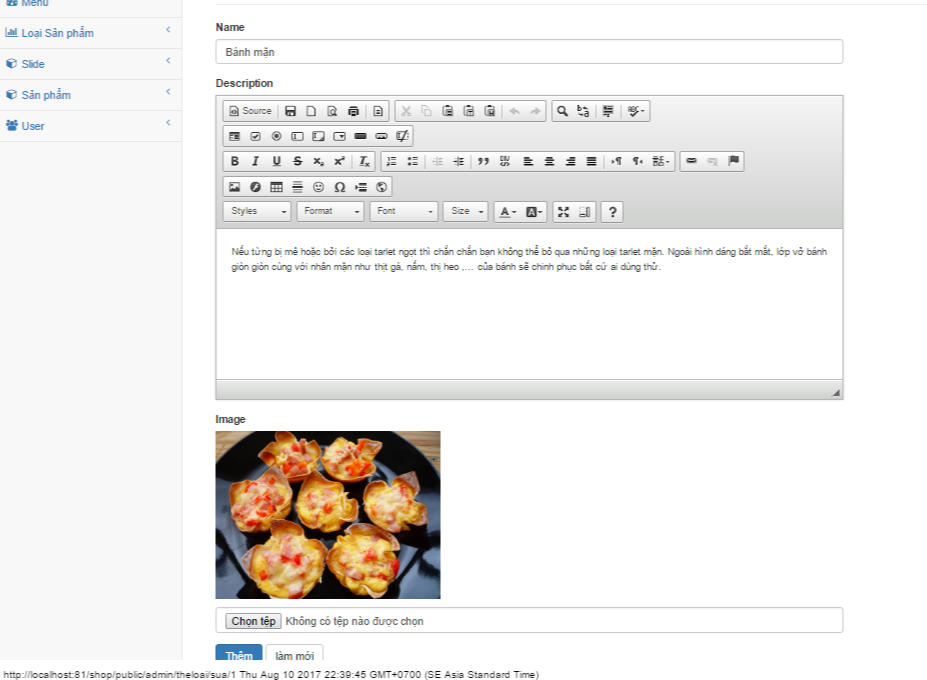 Menu
Loại Sản phẩm
Slide
Sản phẩm
User
Name
Bánh mặn
Description
Source
Styles Format Font Size
Nếu từng bị mê hoặc bởi các loại tarlet ngọt thì chắn chắn bạn không thể bỏ qua những loại tarlet mặn. Ngoài hình dáng bắt mắt, lớp vở bánh
giòn giòn cùng với nhân mặn như thịt gà, nấm, thị heo ,… của bánh sẽ chinh phục bất cứ ai dùng thử.
Image
Chọn tệp Không có tệp nào được chọn
Thêm làm mới
http://localhost:81/shop/public/admin/theloai/sua/1 Thu Aug 10 2017 22:39:45 GMT+0700 (SE Asia Standard Time)